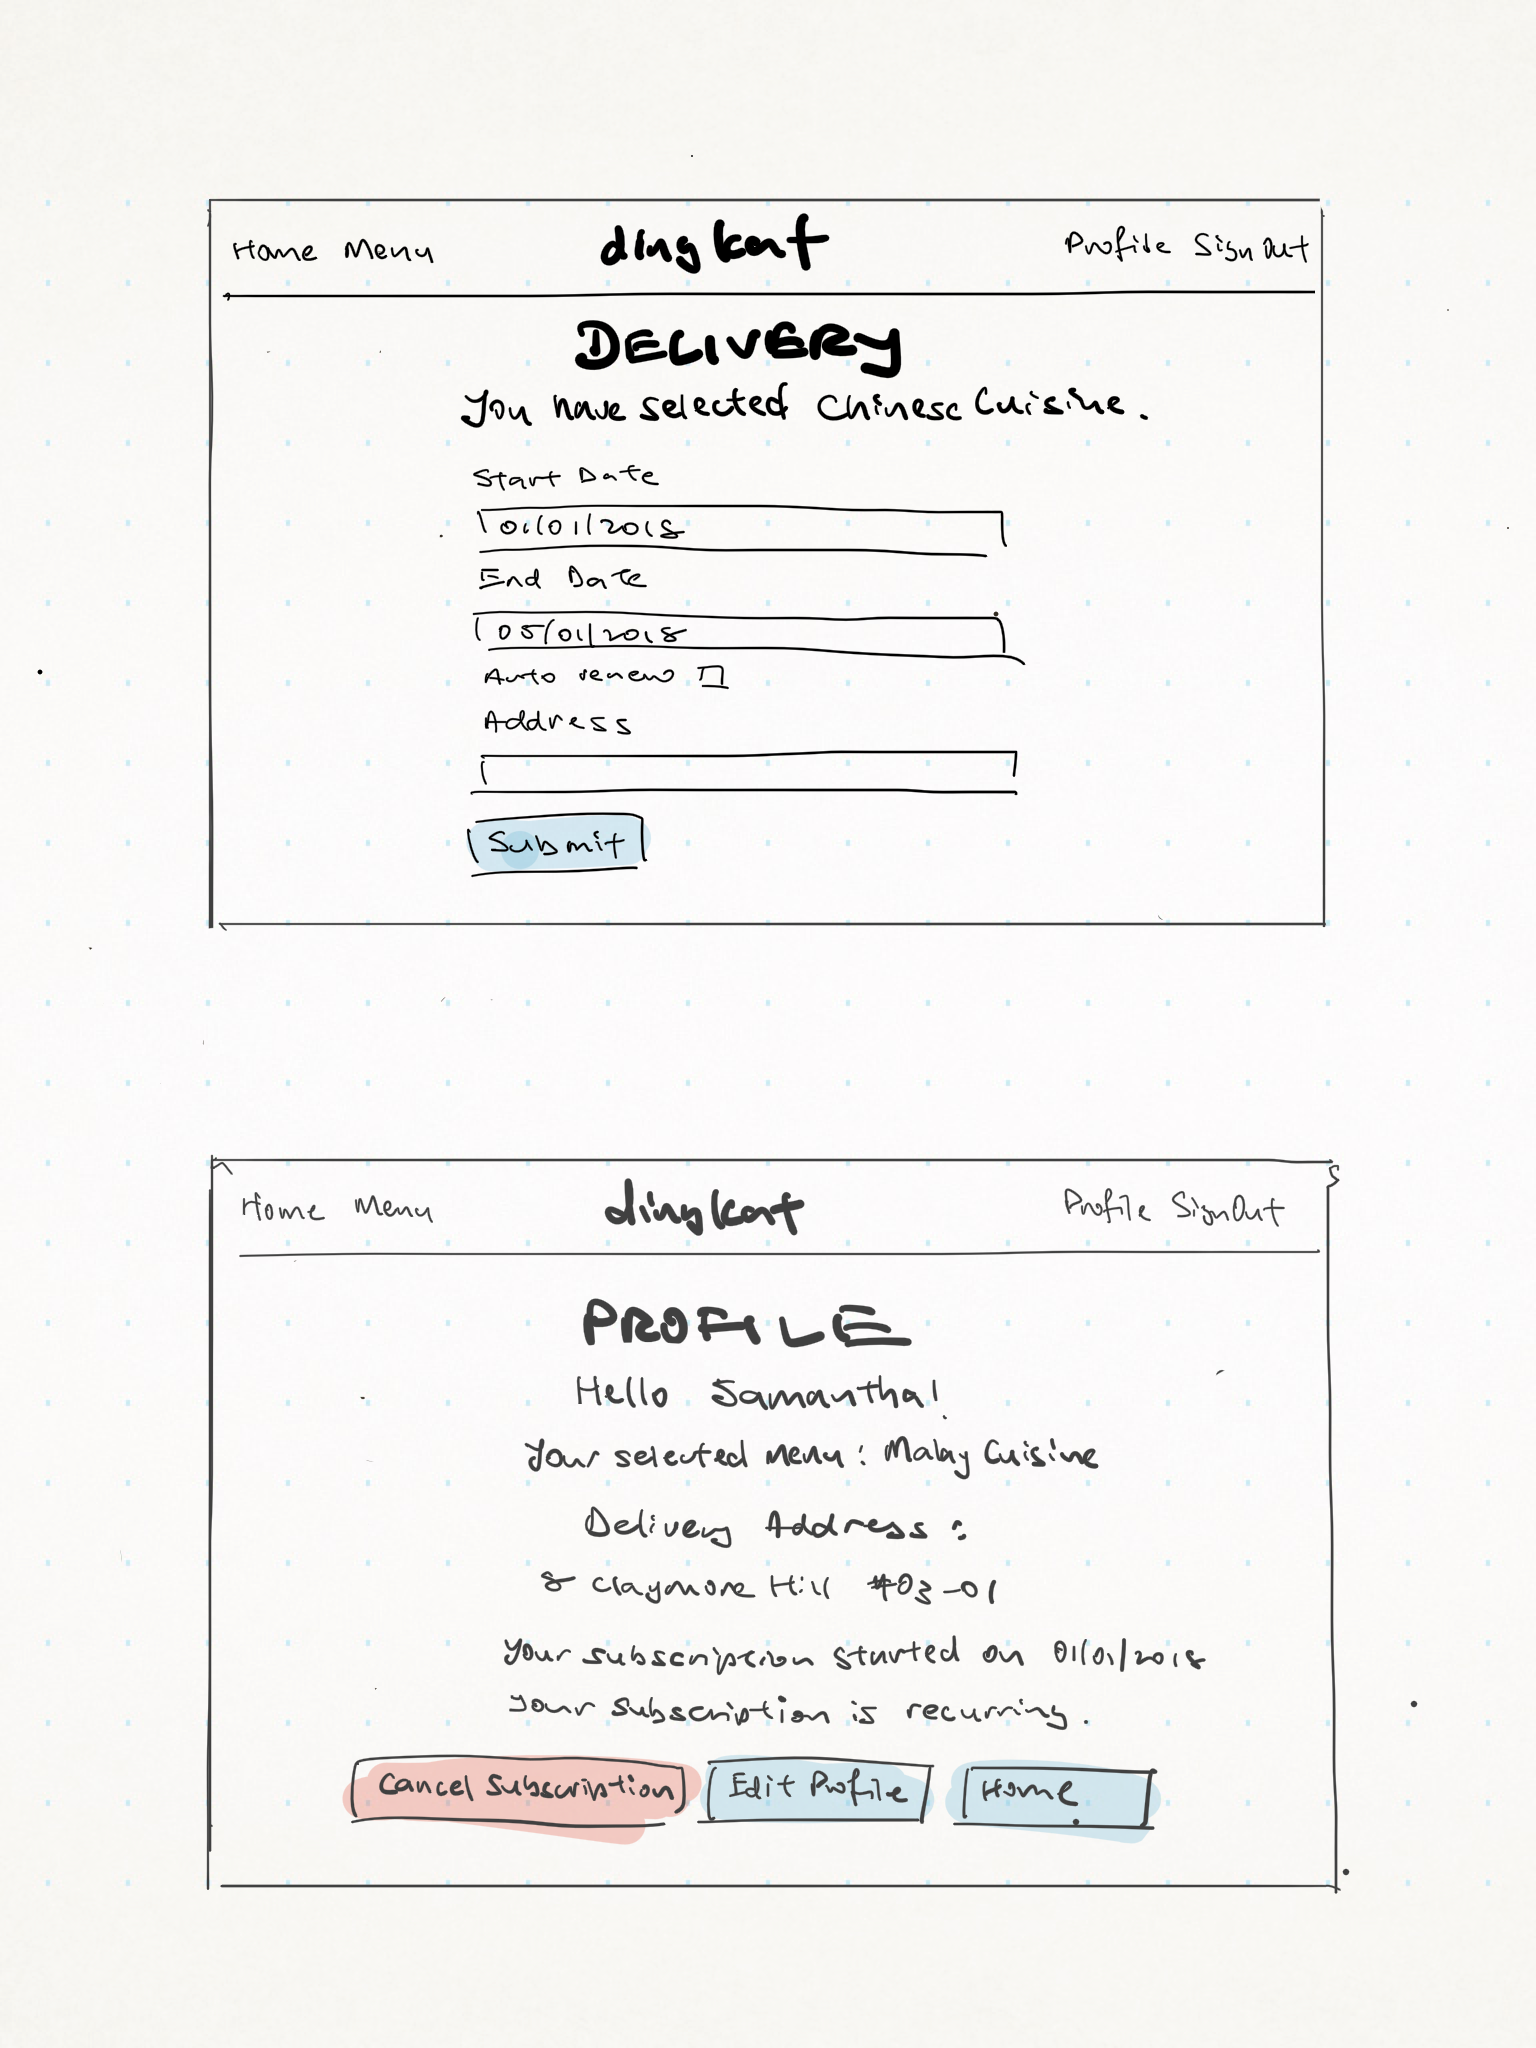 Home Menu dingkat Profile Sign Out
DELIVERY
You have selected Chinese Cuisine.
Start Date
01/01/2018
End Date
05/01/2018
Auto renew
Address
Submit
Home Menu dingkat Profile SignOut
PROFILE
Hello Samantha!
Your selected menu: Malay Cuisine
Delivery Address:
8 Claymore Hill #03-01
Your subscription started on 01/01/2018
Your subscription is recurring.
Cancel Subscription Edit Profile Home